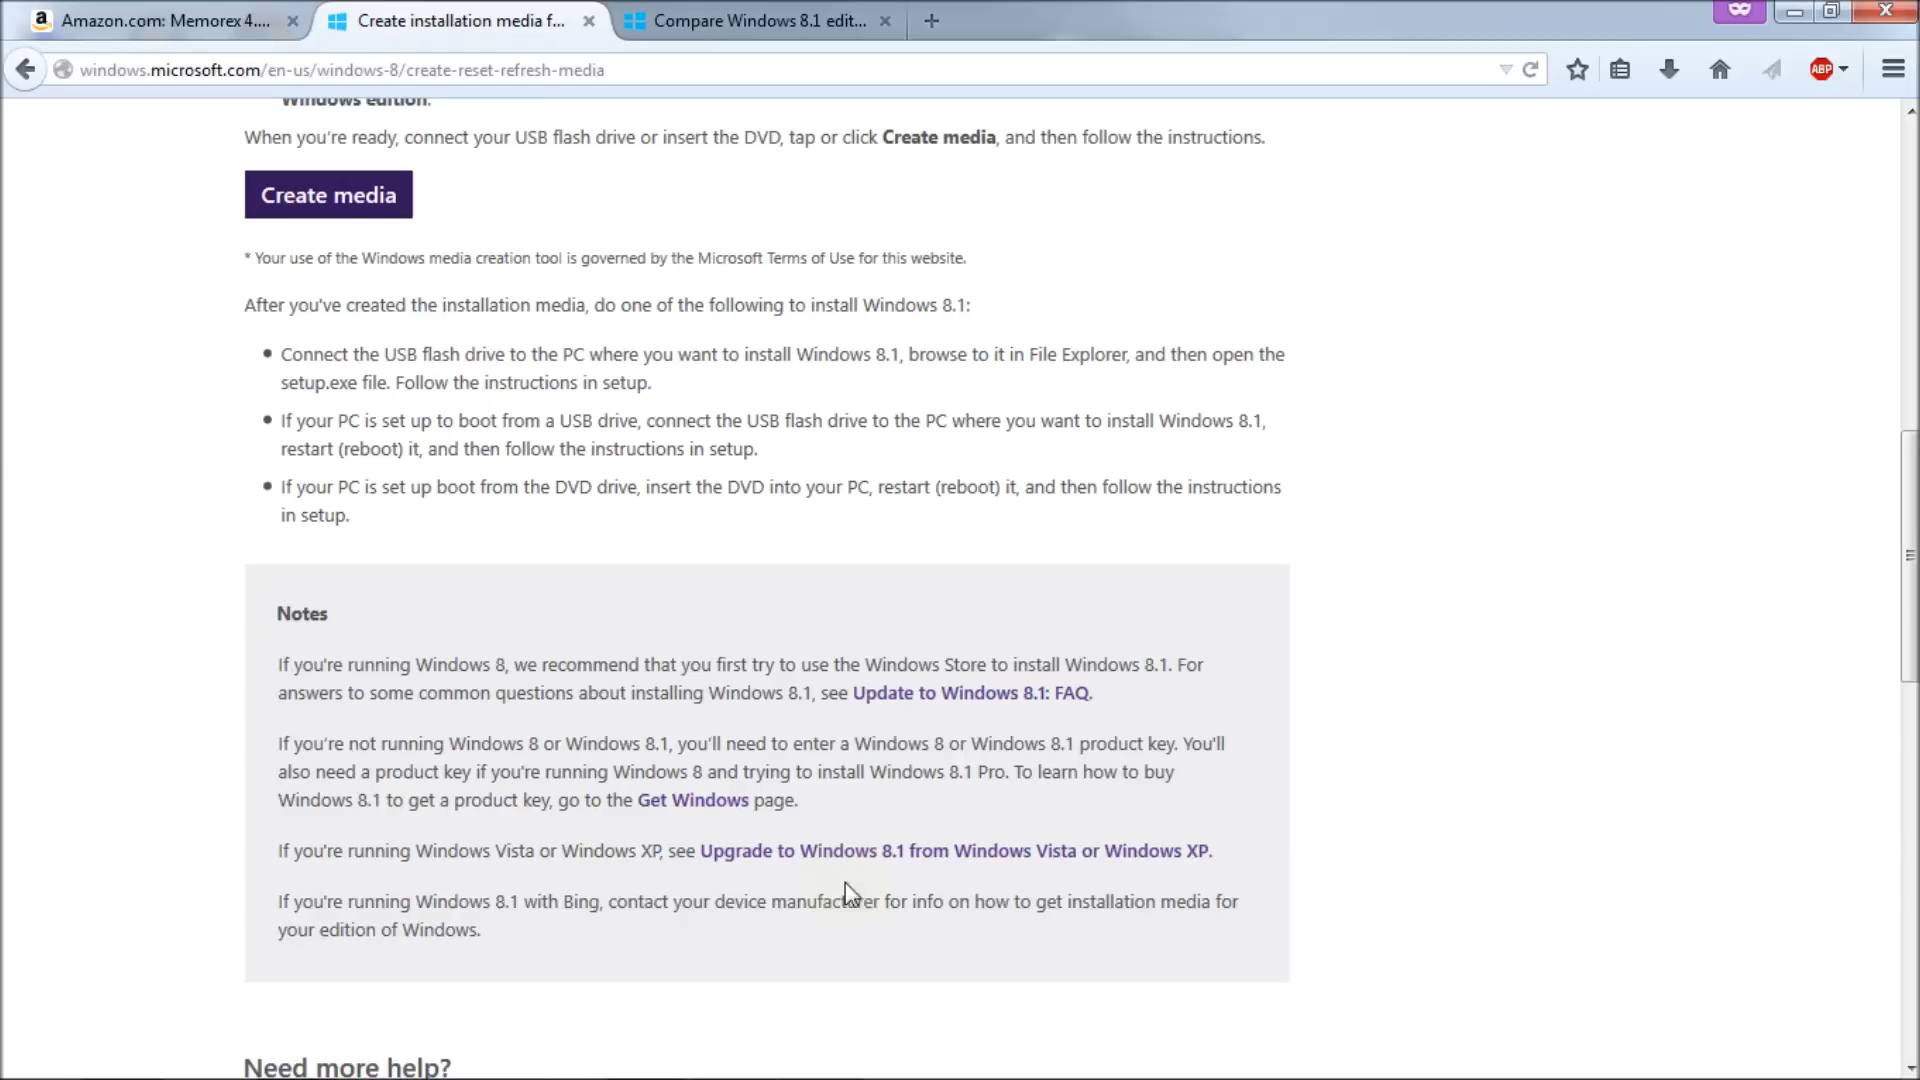 Amazon.com: Memorex 4....
Create installation media f...
Compare Windows 8.1 edit...
windows.microsoft.com/en-us/windows-8/create-reset-refresh-media
ABP
Windows edition.
When you're ready, connect your USB flash drive or insert the DVD, tap or click Create media, and then follow the instructions.
Create media
* Your use of the Windows media creation tool is governed by the Microsoft Terms of Use for this website.
After you've created the installation media, do one of the following to install Windows 8.1:
Connect the USB flash drive to the PC where you want to install Windows 8.1, browse to it in File Explorer, and then open the
setup.exe file. Follow the instructions in setup.
If your PC is set up to boot from a USB drive, connect the USB flash drive to the PC where you want to install Windows 8.1,
restart (reboot) it, and then follow the instructions in setup.
If your PC is set up boot from the DVD drive, insert the DVD into your PC, restart (reboot) it, and then follow the instructions
in setup.
Notes
If you're running Windows 8, we recommend that you first try to use the Windows Store to install Windows 8.1. For
answers to some common questions about installing Windows 8.1, see Update to Windows 8.1: FAQ.
If you're not running Windows 8 or Windows 8.1, you'll need to enter a Windows 8 or Windows 8.1 product key. You'll
also need a product key if you're running Windows 8 and trying to install Windows 8.1 Pro. To learn how to buy
Windows 8.1 to get a product key, go to the Get Windows page.
If you're running Windows Vista or Windows XP, see Upgrade to Windows 8.1 from Windows Vista or Windows XP.
If you're running Windows 8.1 with Bing, contact your device manufacturer for info on how to get installation media for
your edition of Windows.
Need more help?